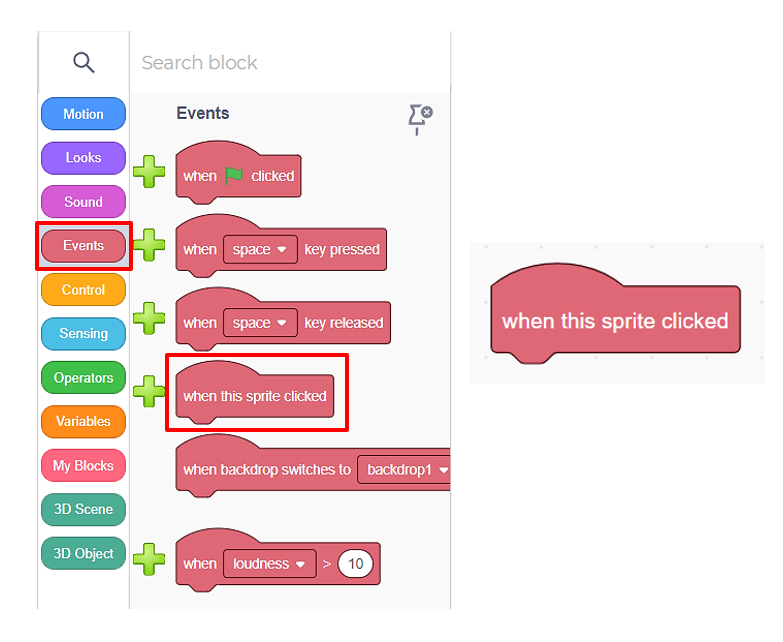 Search block
Motion
Looks
Sound
Events
Control
Sensing
Operators
Variables
My Blocks
3D Scene
3D Object
Events
when clicked
when space key pressed
when space key released
when this sprite clicked
when backdrop switches to backdrop1
when loudness > 10
when this sprite clicked